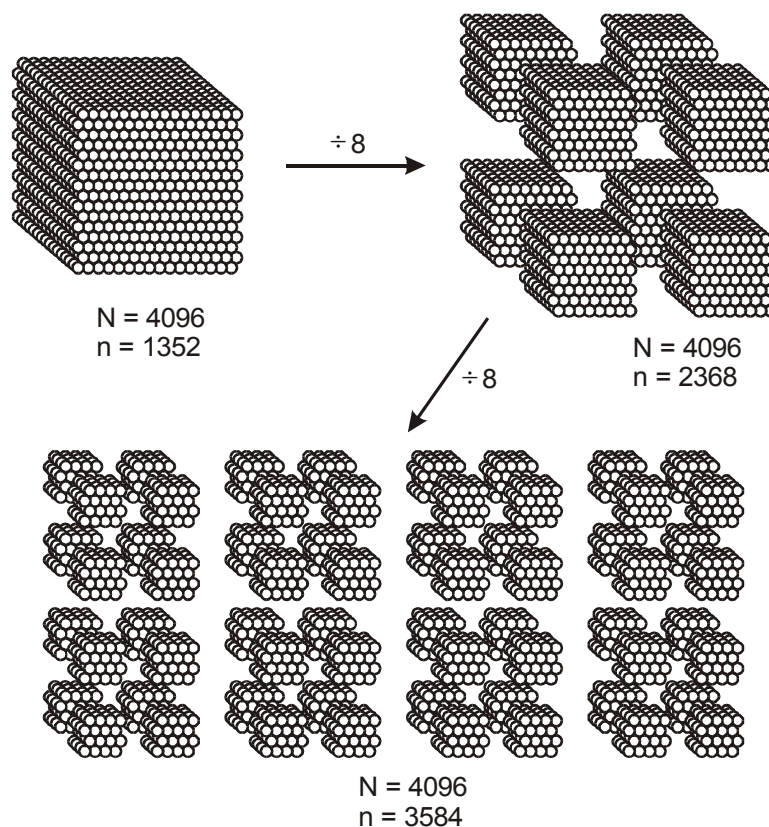 ÷8
N = 4096
n = 1352
N = 4096
n = 2368
÷8
N = 4096
n = 3584